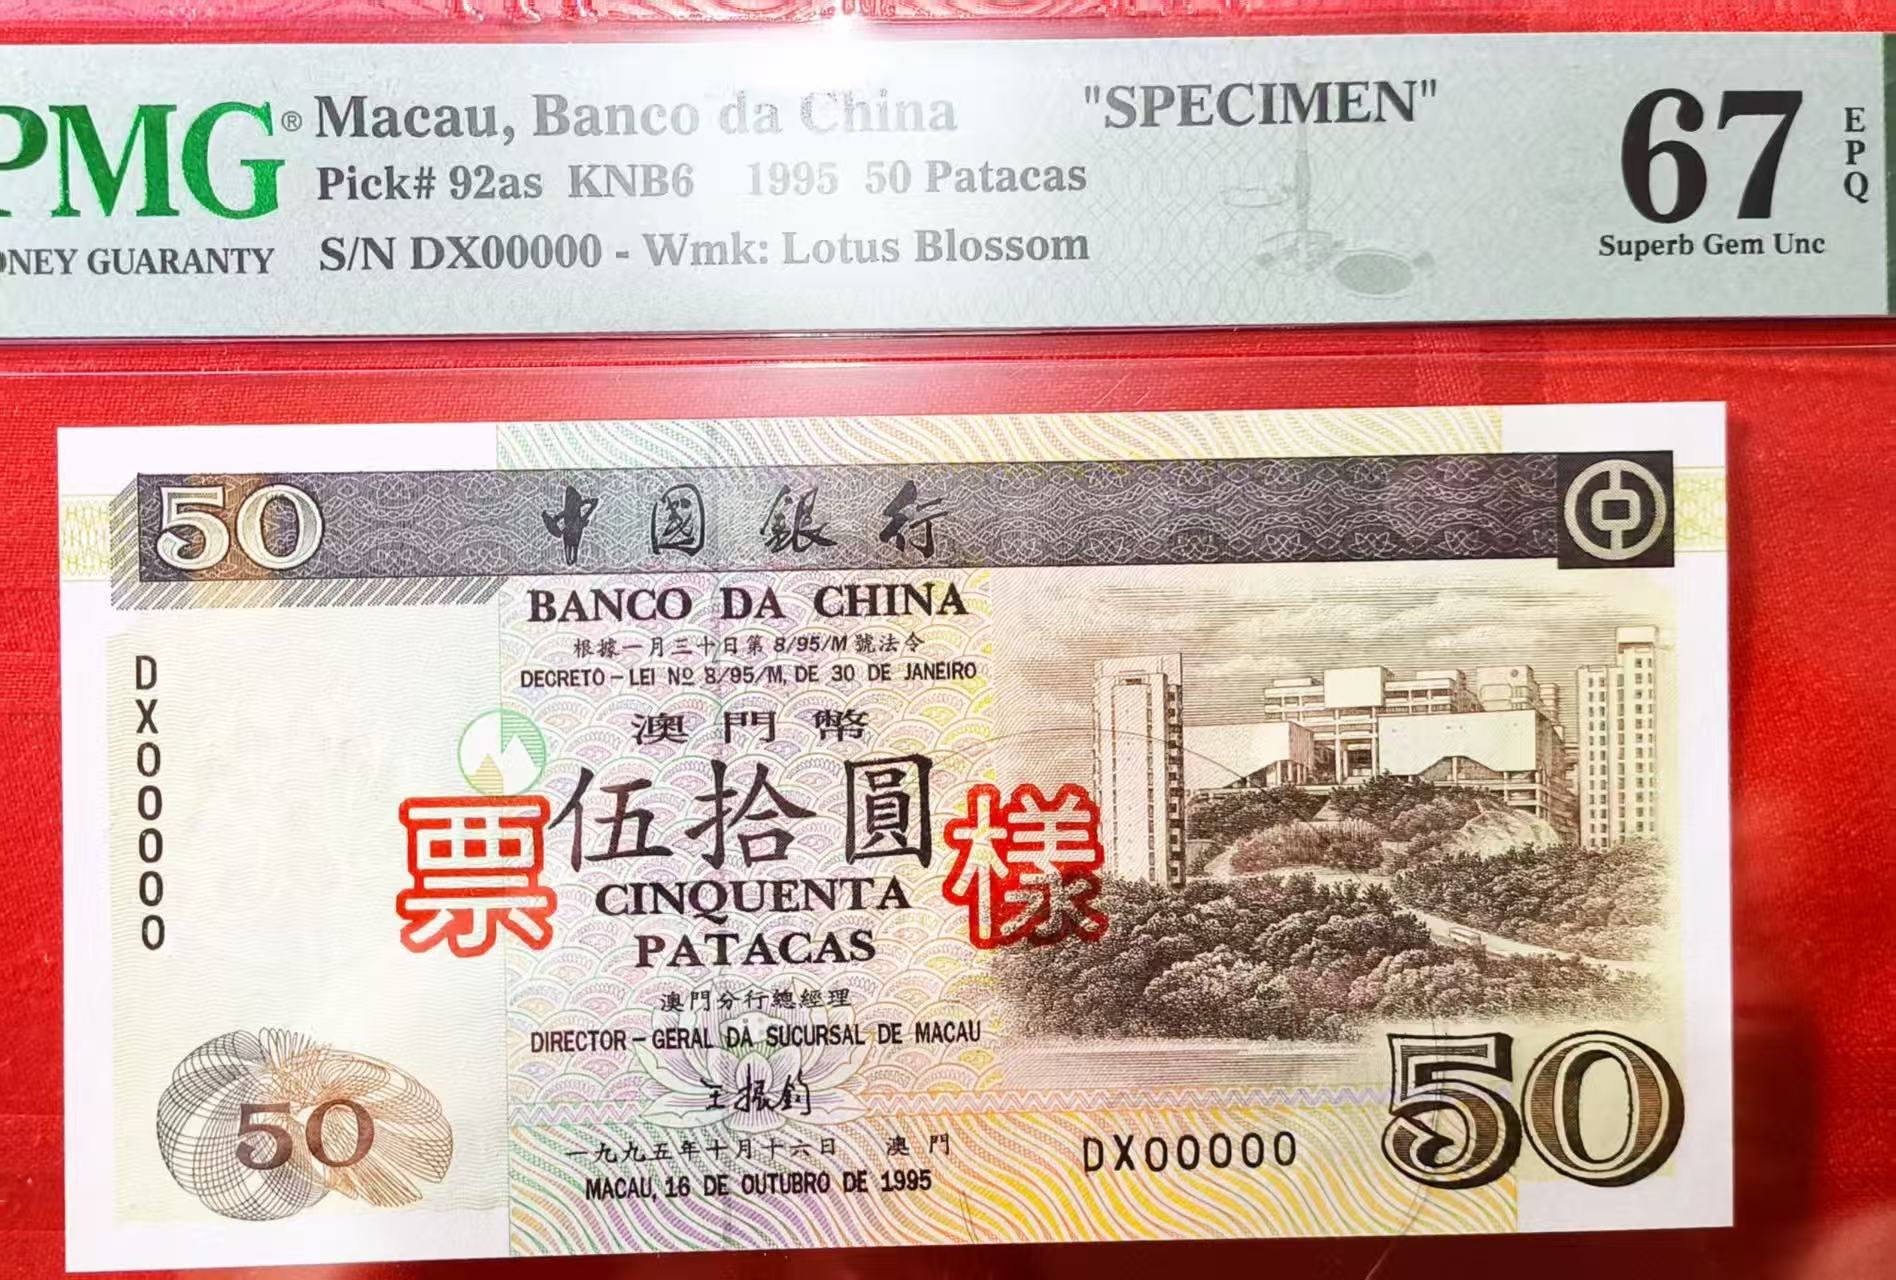 PMG®
Macau, Banco da China "SPECIMEN"
Pick# 92as KNB6 1995 50 Patacas
S/N DX00000 - Wmk: Lotus Blossom
GUARANTY
67
EPQ
Superb Gem Unc
50
中國銀行
BANCO DA CHINA
根據一月三十日第8/95/M號法令
DECRETO – LEI Nº 8/95/M, DE 30 DE JANEIRO
DX00000
澳門幣
伍拾圓
票樣
CINQUENTA
PATACAS
澳門分行總經理
DIRECTOR – GERAL DA SUCURSAL DE MACAU
王振鈞
50
一九九五年十月十六日 澳門
MACAU, 16 DE OUTUBRO DE 1995
DX00000
50